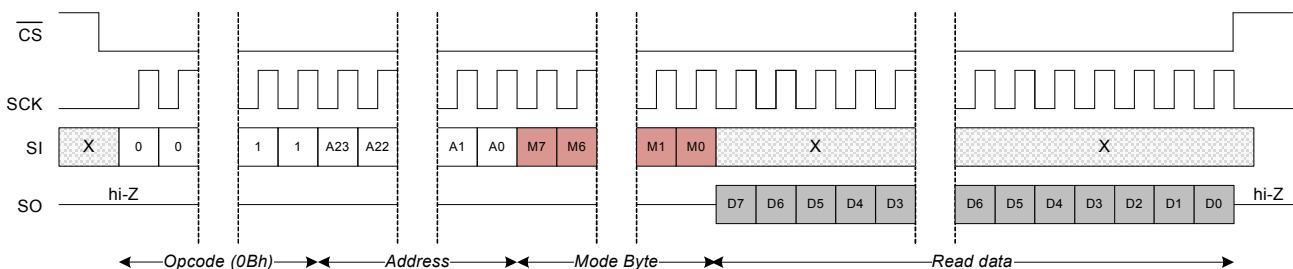 CS
SCK
SI X 0 0 1 1 A23 A22 A1 A0 M7 M6 M1 M0 X X
hi-Z hi-Z
SO D7 D6 D5 D4 D3 D6 D5 D4 D3 D2 D1 D0
Opcode (0Bh) Address Mode Byte Read data